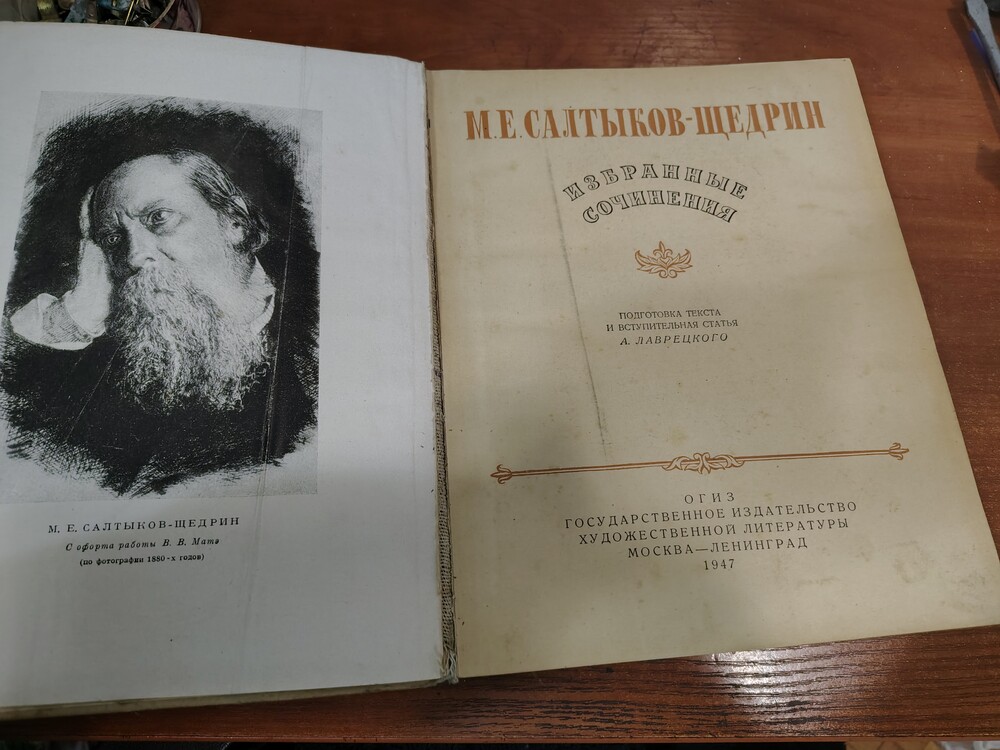 М. Е. САЛТЫКОВ-ЩЕДРИН
С офорта работы В. В. Матэ
(по фотографии 1880-х годов)
М.Е.САЛТЫКОВ-ЩЕДРИН
ИЗБРАННЫЕ
СОЧИНЕНИЯ
ПОДГОТОВКА ТЕКСТА
И ВСТУПИТЕЛЬНАЯ СТАТЬЯ
А. ЛАВРЕЦКОГО
ОГИЗ
ГОСУДАРСТВЕННОЕ ИЗДАТЕЛЬСТВО
ХУДОЖЕСТВЕННОЙ ЛИТЕРАТУРЫ
МОСКВА—ЛЕНИНГРАД
1947